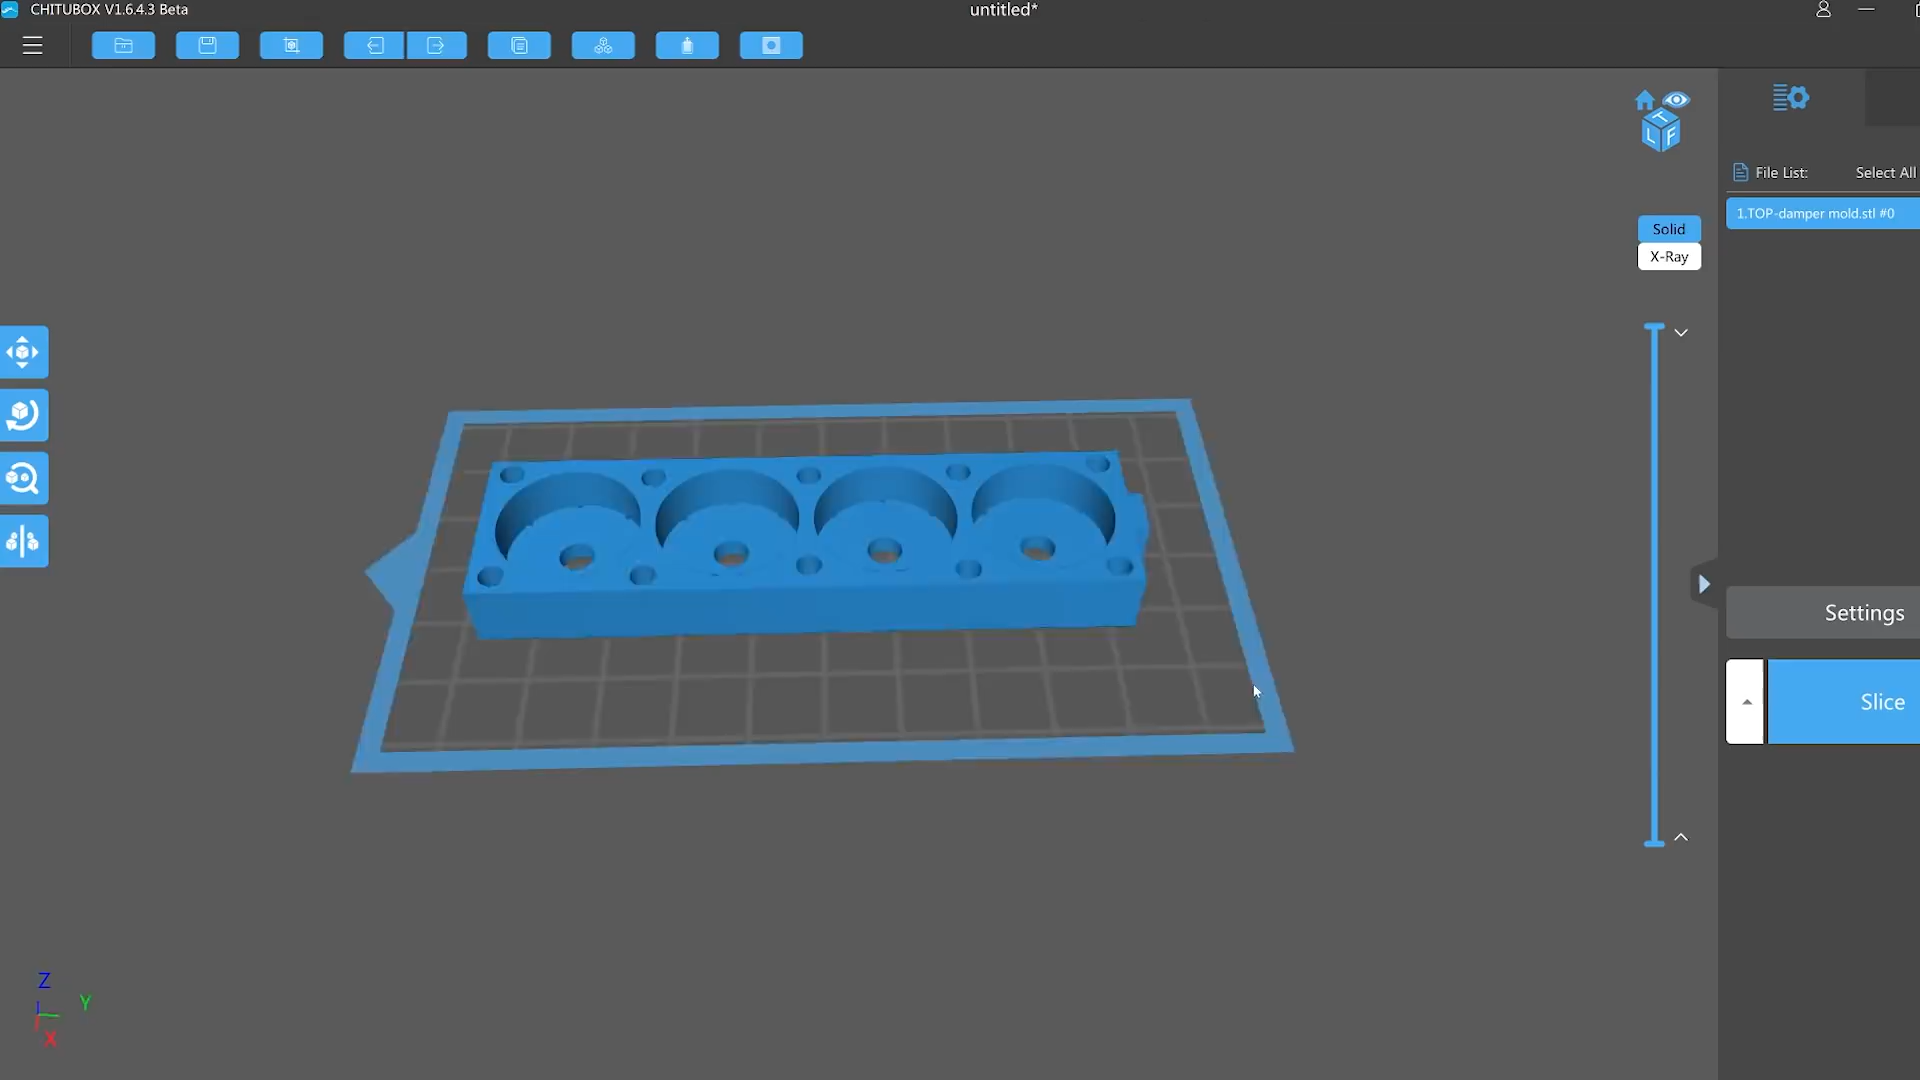 CHITUBOX V1.6.4.3 Beta
untitled*
T
L F
File List:
Select All
1.TOP-damper mold.stl #0
Solid
X-Ray
Settings
Slice
Z
Y
X